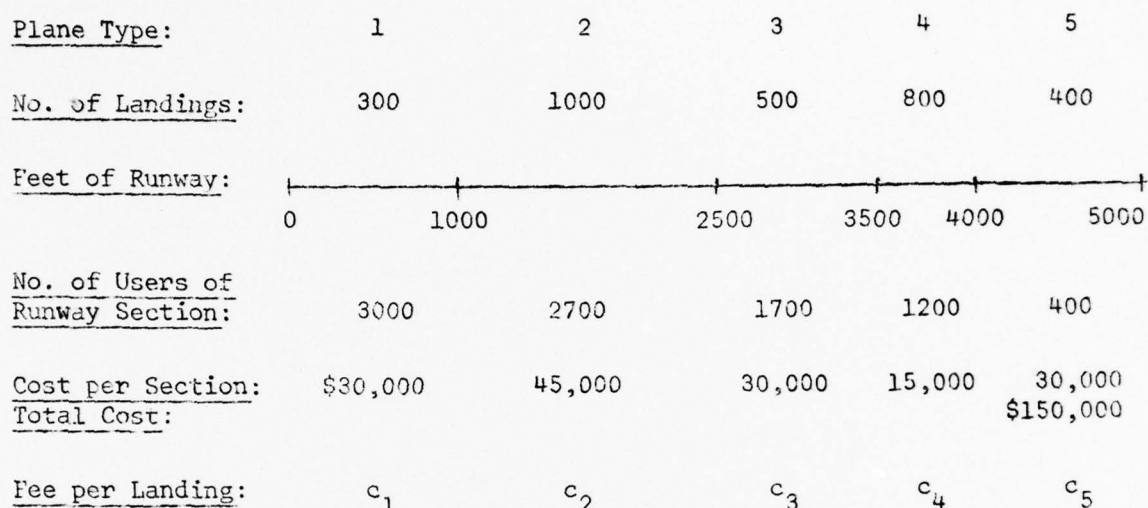 Plane Type: 1 2 3 4 5
No. of Landings: 300 1000 500 800 400
Feet of Runway:
0 1000 2500 3500 4000 5000
No. of Users of
Runway Section: 3000 2700 1700 1200 400
Cost per Section: $30,000 45,000 30,000 15,000 30,000
Total Cost: $150,000
Fee per Landing: c1 c2 c3 c4 c5